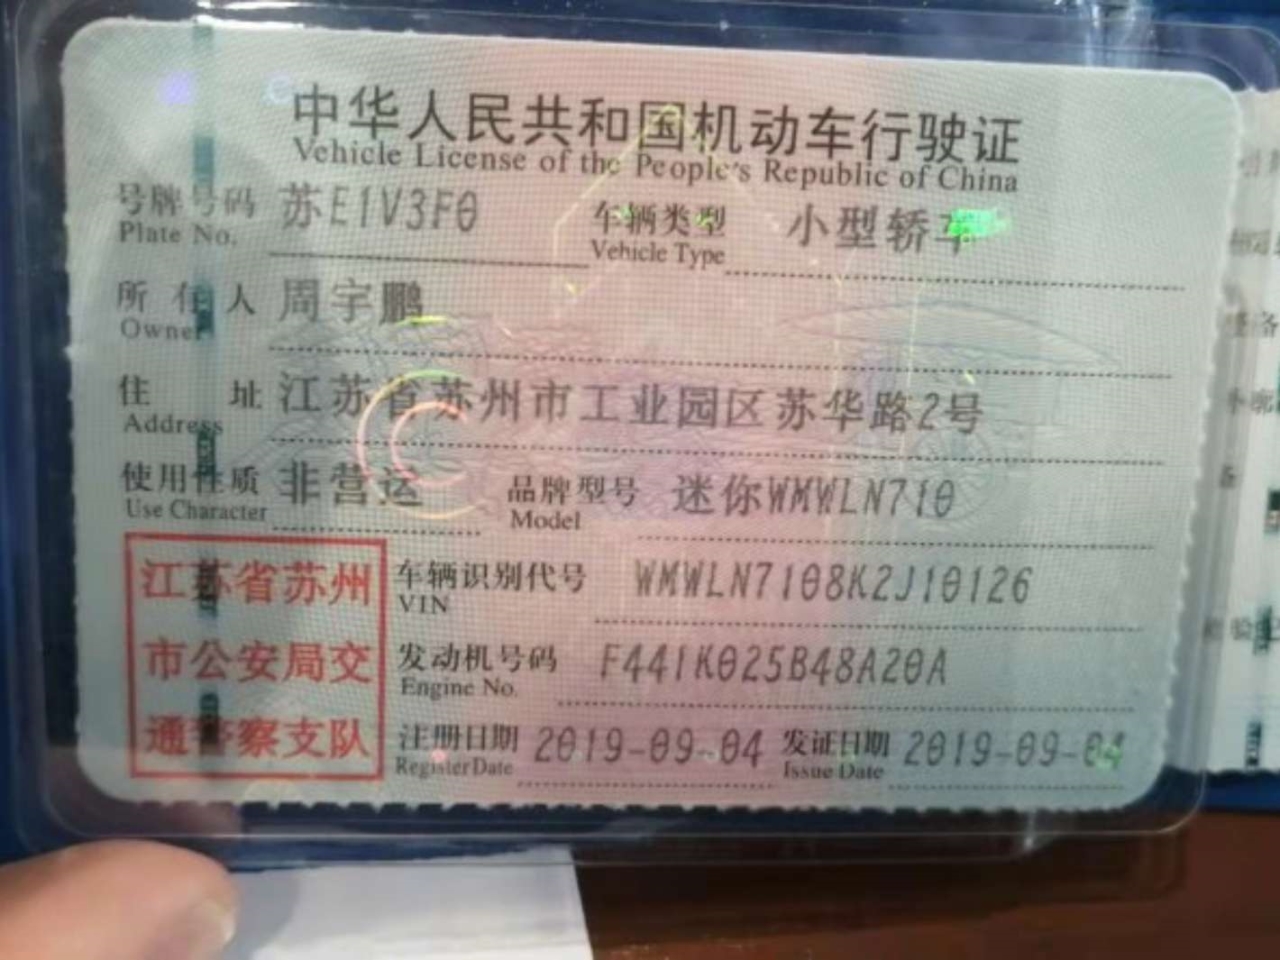 中华人民共和国机动车行驶证
Vehicle License of the People's Republic of China
号牌号码 苏E1V3F0 车辆类型 小型轿车
Plate No. Vehicle Type
所有人 周宇鹏
Owner
住址 江苏省苏州市工业园区苏华路2号
Address
使用性质 非营运 品牌型号 迷你WMWLN710
Use Character Model
江苏省苏州
市公安局交
通警察支队
车辆识别代号 WMWLN7108K2J10126
VIN
发动机号码 F441K025B48A20A
Engine No.
注册日期 2019-09-04 发证日期 2019-09-04
Register Date Issue Date